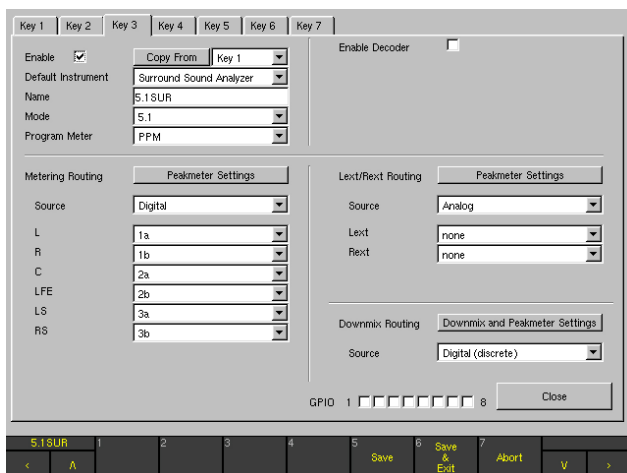 Key 1 Key 2 Key 3 Key 4 Key 5 Key 6 Key 7
Enable Copy From Key 1
Default Instrument Surround Sound Analyzer
Name 5.1SUR
Mode 5.1
Program Meter PPM
Enable Decoder
Metering Routing Peakmeter Settings
Source Digital
L 1a
R 1b
C 2a
LFE 2b
LS 3a
RS 3b
Lext/Rext Routing Peakmeter Settings
Source Analog
Lext none
Rext none
Downmix Routing Downmix and Peakmeter Settings
Source Digital (discrete)
GPIO 1 8 Close
5.1SUR 1 2 3 4 5 6 7
< Λ Save Save & Exit Abort V >